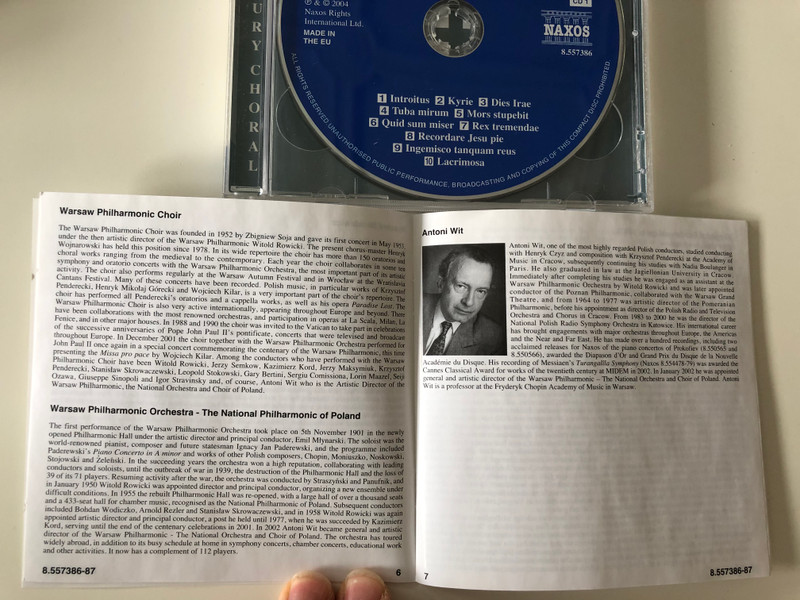 URY CHORAL
℗ & © 2004
Naxos Rights
International Ltd.
MADE IN
THE EU
CD 1
NAXOS
8.557386
ALL RIGHTS RESERVED. UNAUTHORISED PUBLIC PERFORMANCE, BROADCASTING AND COPYING OF THIS COMPACT DISC PROHIBITED.
1 Introitus 2 Kyrie 3 Dies Irae
4 Tuba mirum 5 Mors stupebit
6 Quid sum miser 7 Rex tremendae
8 Recordare Jesu pie
9 Ingemisco tanquam reus
10 Lacrimosa
Warsaw Philharmonic Choir
The Warsaw Philharmonic Choir was founded in 1952 by Zbigniew Soja and gave its first concert in May 1953,
under the then artistic director of the Warsaw Philharmonic Witold Rowicki. The present chorus-master Henryk
Wojnarowski has held this position since 1978. In its wide repertoire the choir has more than 150 oratorios and
choral works ranging from the medieval to the contemporary. Each year the choir collaborates in some ten
symphony and oratorio concerts with the Warsaw Philharmonic Orchestra, the most important part of its artistic
activity. The choir also performs regularly at the Warsaw Autumn Festival and in Wrocław at the Wratislavia
Cantans Festival. Many of these concerts have been recorded. Polish music, in particular works of Krzysztof
Penderecki, Henryk Mikołaj Górecki and Wojciech Kilar, is a very important part of the choir's repertoire. The
choir has performed all Penderecki's oratorios and a cappella works, as well as his opera Paradise Lost. The
Warsaw Philharmonic Choir is also very active internationally, appearing throughout Europe and beyond. There
have been collaborations with the most renowned orchestras, and participation in operas at La Scala, Milan, La
Fenice, and in other major houses. In 1988 and 1990 the choir was invited to the Vatican to take part in celebrations
of the successive anniversaries of Pope John Paul II's pontificate, concerts that were televised and broadcast
throughout Europe. In December 2001 the choir together with the Warsaw Philharmonic Orchestra performed for
John Paul II once again in a special concert commemorating the centenary of the Warsaw Philharmonic, this time
presenting the Missa pro pace by Wojciech Kilar. Among the conductors who have performed with the Warsaw
Philharmonic Choir have been Witold Rowicki, Jerzy Semkow, Kazimierz Kord, Jerzy Maksymiuk, Krzysztof
Penderecki, Stanisław Skrowaczewski, Leopold Stokowski, Gary Bertini, Sergiu Comissiona, Lorin Maazel, Seiji
Ozawa, Giuseppe Sinopoli and Igor Stravinsky and, of course, Antoni Wit who is the Artistic Director of the
Warsaw Philharmonic, the National Orchestra and Choir of Poland.
Warsaw Philharmonic Orchestra - The National Philharmonic of Poland
The first performance of the Warsaw Philharmonic Orchestra took place on 5th November 1901 in the newly
opened Philharmonic Hall under the artistic director and principal conductor, Emil Młynarski. The soloist was the
world-renowned pianist, composer and future statesman Ignacy Jan Paderewski, and the programme included
Paderewski's Piano Concerto in A minor and works of other Polish composers, Chopin, Moniuszko, Noskowski,
Stojowski and Żeleński. In the succeeding years the orchestra won a high reputation, collaborating with leading
conductors and soloists, until the outbreak of war in 1939, the destruction of the Philharmonic Hall and the loss of
39 of its 71 players. Resuming activity after the war, the orchestra was conducted by Straszyński and Panufnik, and
in January 1950 Witold Rowicki was appointed director and principal conductor, organizing a new ensemble under
difficult conditions. In 1955 the rebuilt Philharmonic Hall was re-opened, with a large hall of over a thousand seats
and a 433-seat hall for chamber music, recognised as the National Philharmonic of Poland. Subsequent conductors
included Bohdan Wodiczko, Arnold Rezler and Stanisław Skrowaczewski, and in 1958 Witold Rowicki was again
appointed artistic director and principal conductor, a post he held until 1977, when he was succeeded by Kazimierz
Kord, serving until the end of the centenary celebrations in 2001. In 2002 Antoni Wit became general and artistic
director of the Warsaw Philharmonic - The National Orchestra and Choir of Poland. The orchestra has toured
widely abroad, in addition to its busy schedule at home in symphony concerts, chamber concerts, educational work
and other activities. It now has a complement of 112 players.
8.557386-87
6
Antoni Wit
Antoni Wit, one of the most highly regarded Polish conductors, studied conducting
with Henryk Czyż and composition with Krzysztof Penderecki at the Academy of
Music in Cracow, subsequently continuing his studies with Nadia Boulanger in
Paris. He also graduated in law at the Jagiellonian University in Cracow.
Immediately after completing his studies he was engaged as an assistant at the
Warsaw Philharmonic by Witold Rowicki and was later appointed
conductor of the Poznań Philharmonic, collaborated with the Warsaw Grand
Theatre, and from 1964 to 1977 was artistic director of the Pomeranian
Philharmonic, before his appointment as director of the Polish Radio and Television
Orchestra and Chorus in Cracow. From 1983 to 2000 he was the director of the
National Polish Radio Symphony Orchestra in Katowice. His international career
has brought engagements with major orchestras throughout Europe, the Americas
and the Near and Far East. He has made over a hundred recordings, including two
acclaimed releases for Naxos of the piano concertos of Prokofiev (8.550565 and
8.550566), awarded the Diapason d'Or and Grand Prix du Disque de la Nouvelle
Académie du Disque. His recording of Messiaen's Turangalîla Symphony (Naxos 8.554478-79) was awarded the
Cannes Classical Award for works of the twentieth century at MIDEM in 2002. In January 2002 he was appointed
general and artistic director of the Warsaw Philharmonic – The National Orchestra and Choir of Poland. Antoni
Wit is a professor at the Fryderyk Chopin Academy of Music in Warsaw.
7
8.557386-87